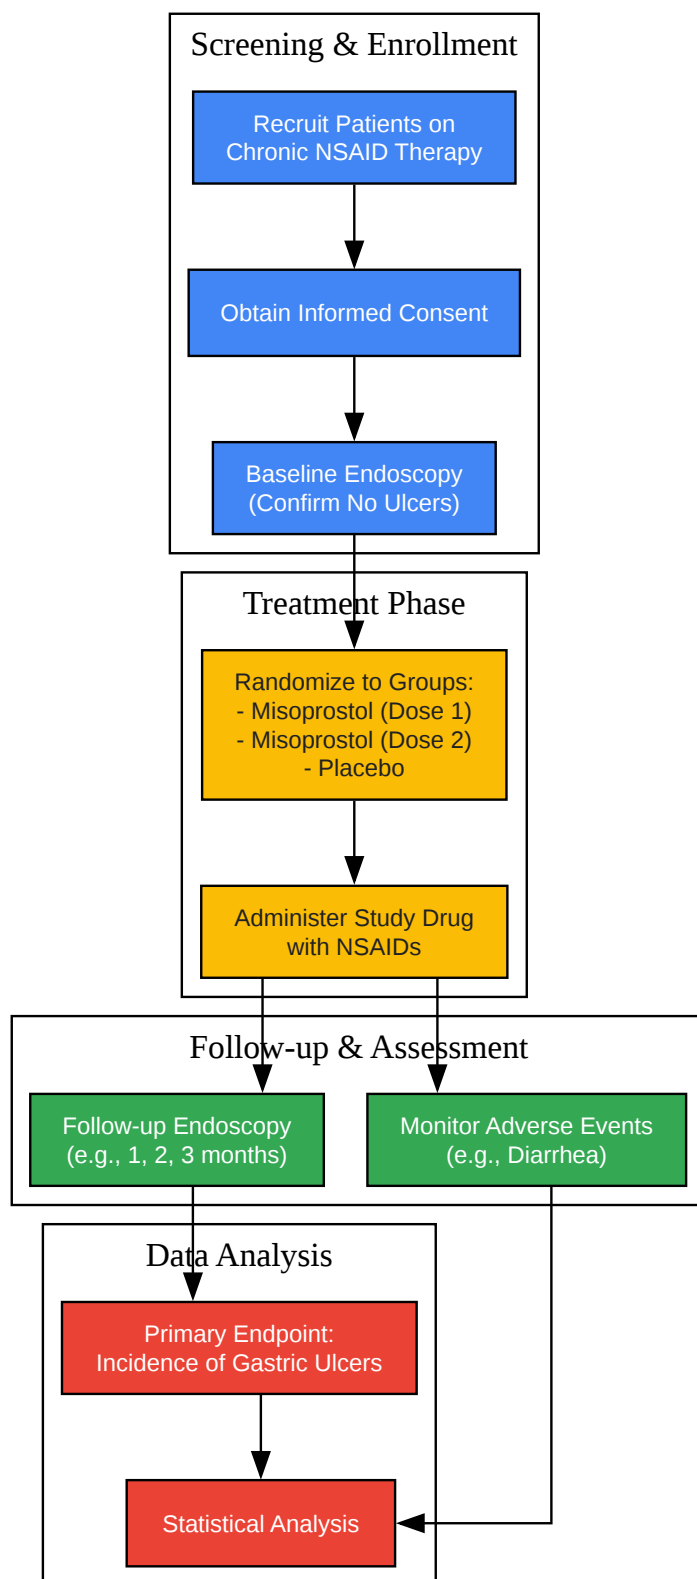 Screening & Enrollment
Recruit Patients on
Chronic NSAID Therapy
Obtain Informed Consent
Baseline Endoscopy
(Confirm No Ulcers)
Treatment Phase
Randomize to Groups:
- Misoprostol (Dose 1)
- Misoprostol (Dose 2)
- Placebo
Administer Study Drug
with NSAIDs
Follow-up & Assessment
Follow-up Endoscopy
(e.g., 1, 2, 3 months)
Monitor Adverse Events
(e.g., Diarrhea)
Data Analysis
Primary Endpoint:
Incidence of Gastric Ulcers
Statistical Analysis